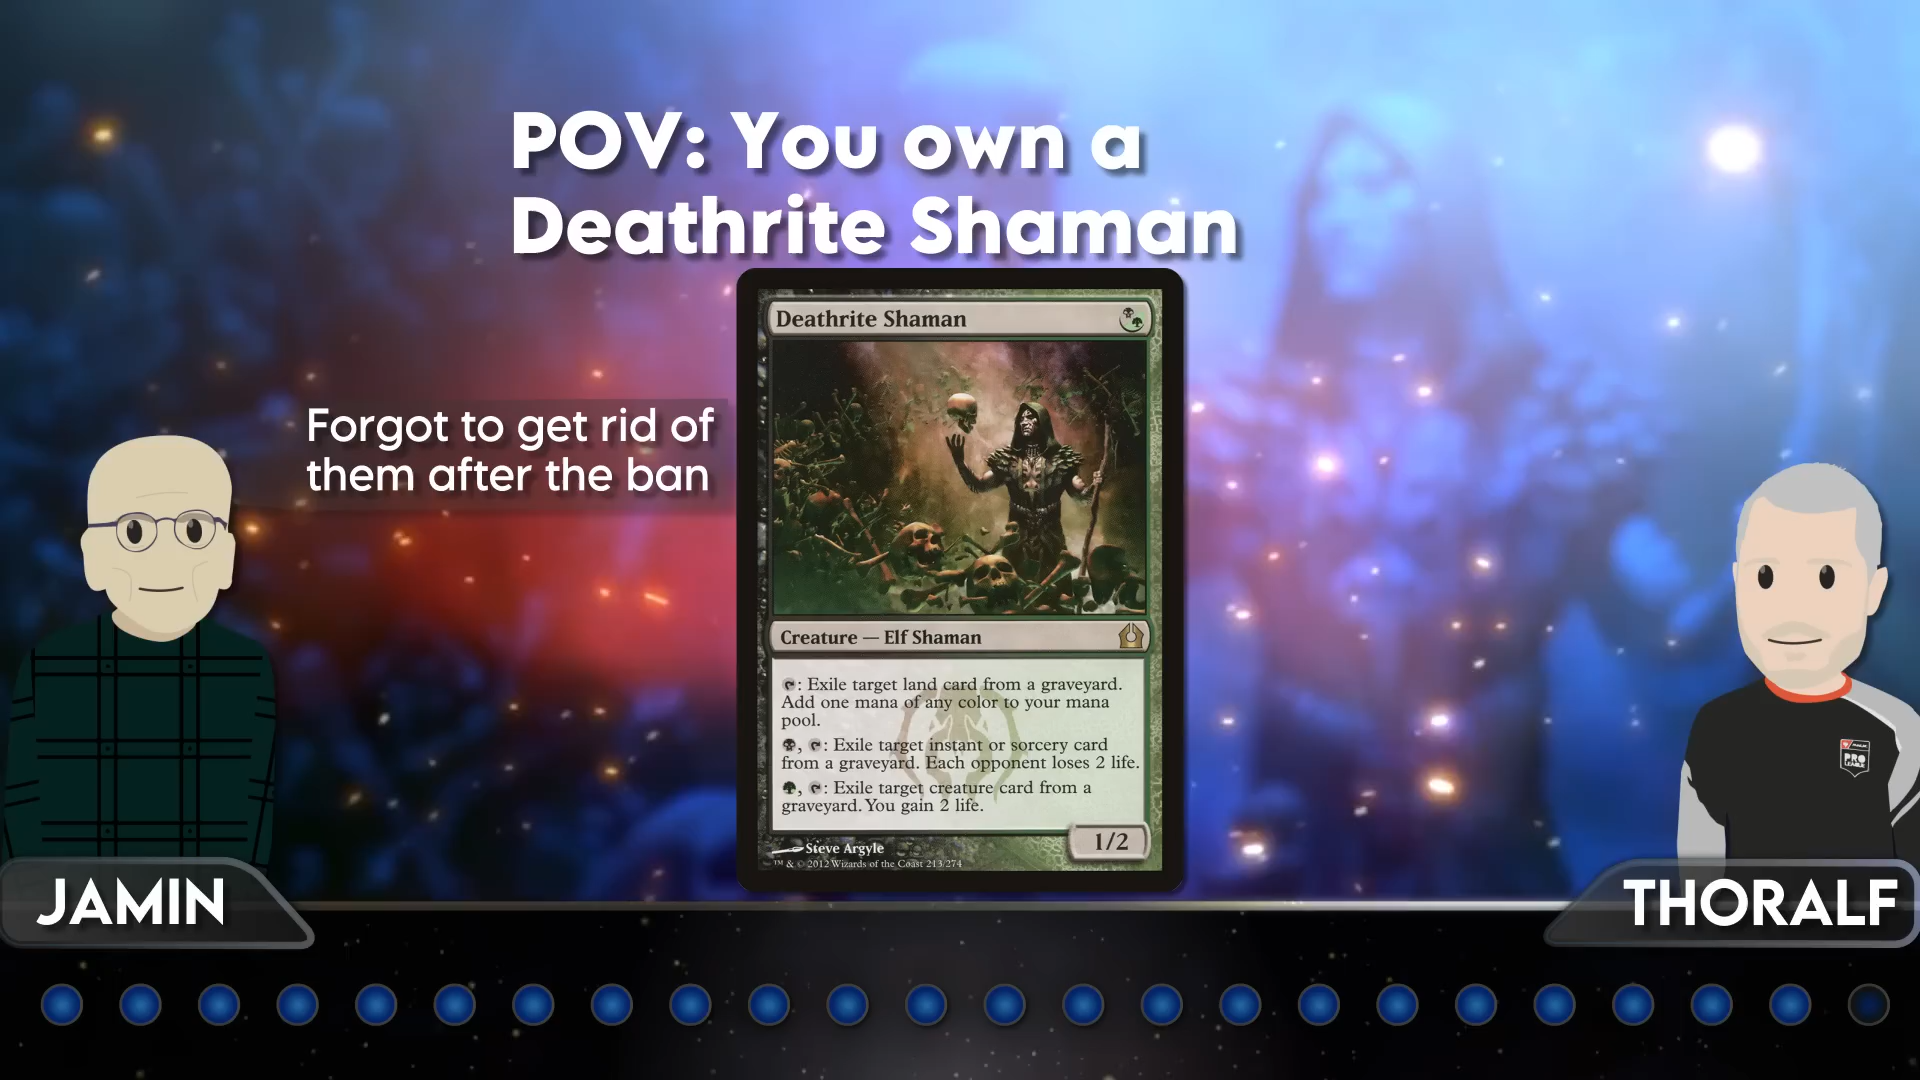 POV: You own a
Deathrite Shaman
Forgot to get rid of
them after the ban
Deathrite Shaman
Creature — Elf Shaman
: Exile target land card from a graveyard.
Add one mana of any color to your mana
pool.
, : Exile target instant or sorcery card
from a graveyard. Each opponent loses 2 life.
, : Exile target creature card from a
graveyard. You gain 2 life.
1/2
Steve Argyle
™ & © 2012 Wizards of the Coast 213/274
MAGIC
PRO
LEAGUE
JAMIN
THORALF